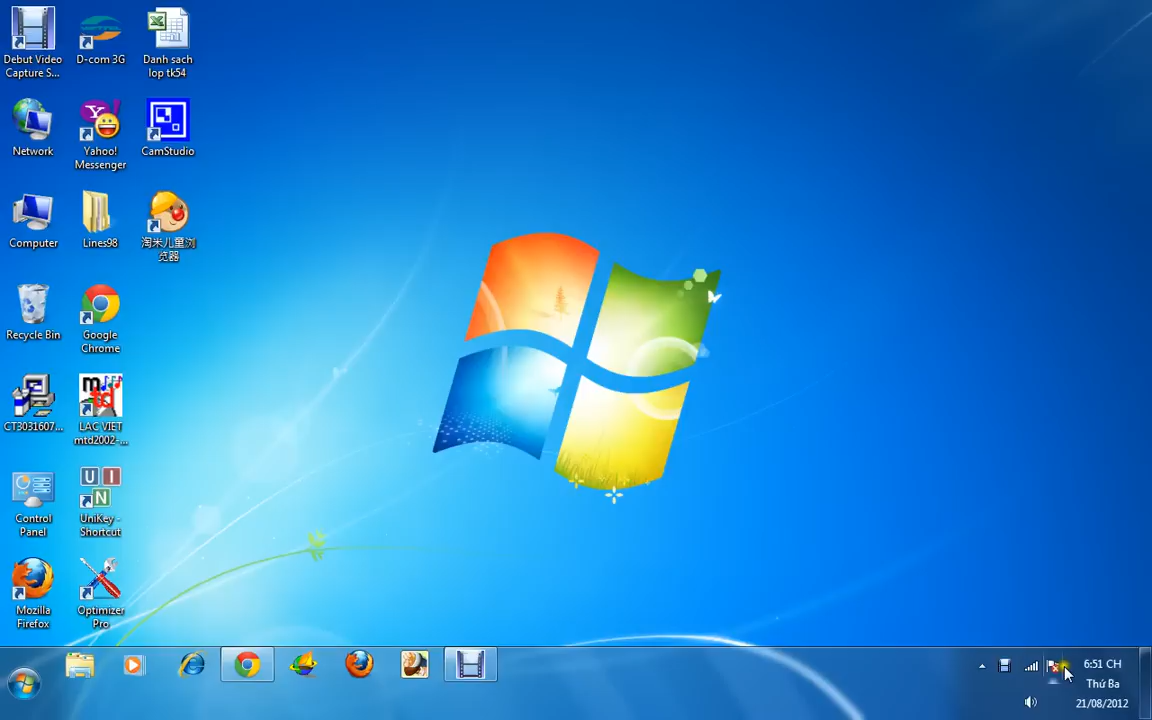 Debut Video
Capture S...
D-com 3G
Danh sach
lop tk54
Network
Yahoo!
Messenger
CamStudio
Computer
Lines98
淘米儿童浏
览器
Recycle Bin
Google
Chrome
CT3031607...
mtd
LAC VIET
mtd2002-...
Control
Panel
U I
N
UniKey -
Shortcut
Mozilla
Firefox
Optimizer
Pro
6:51 CH
Thứ Ba
21/08/2012